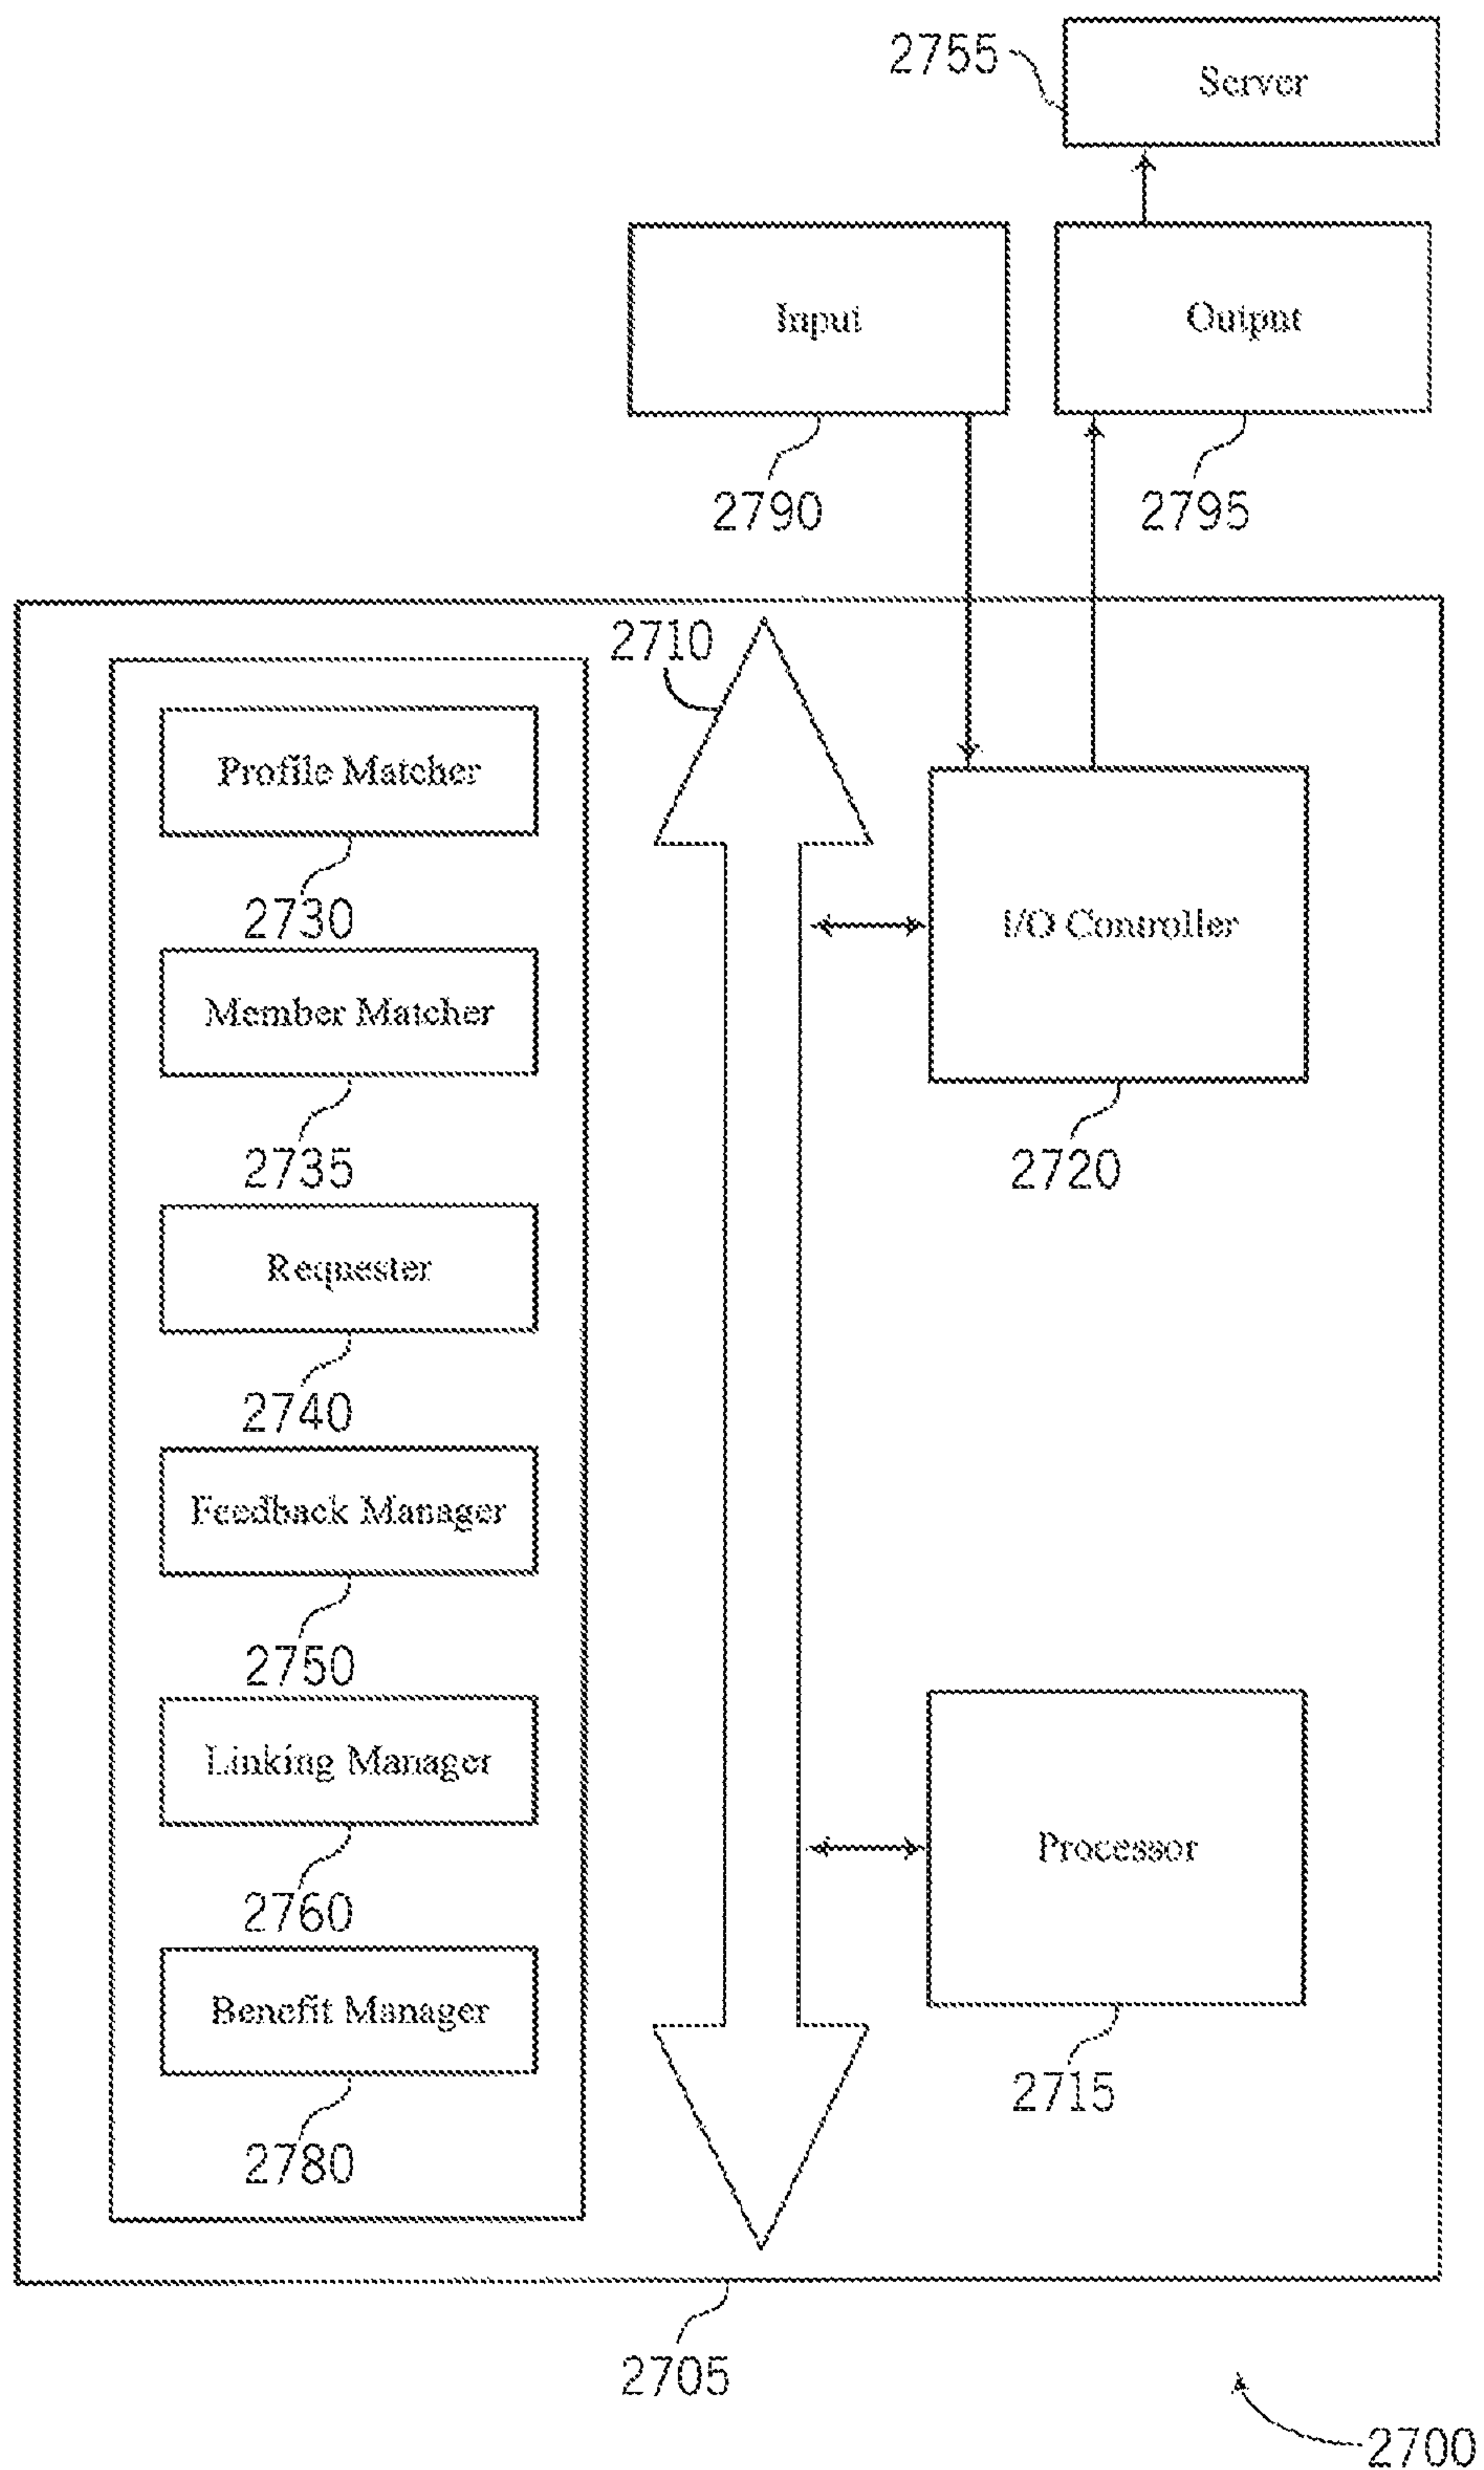 2755
Server
Input
Output
2790
2795
2710
Profile Matcher
2730
I/O Controller
Member Matcher
2735
2720
Requester
2740
Feedback Manager
2750
Linking Manager
Processor
2760
Benefit Manager
2715
2780
2705
2700